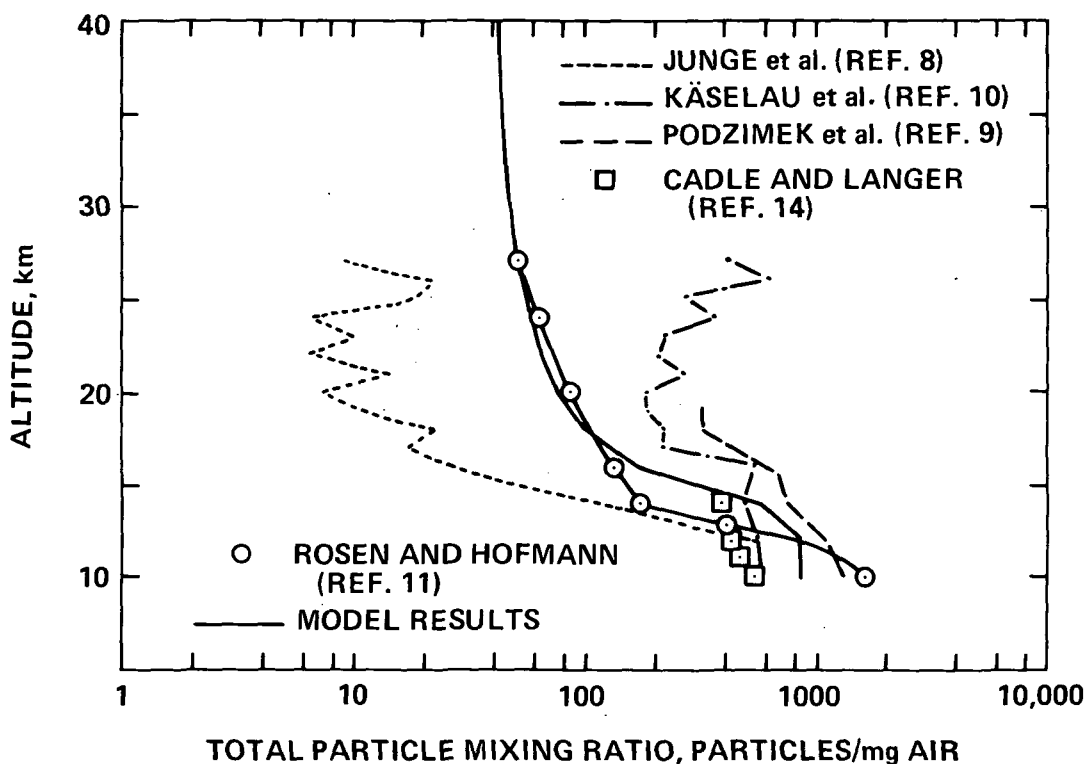 40
30
20
10
ALTITUDE, km
JUNGE et al. (REF. 8)
KÄSELAU et al. (REF. 10)
PODZIMEK et al. (REF. 9)
CADLE AND LANGER
(REF. 14)
ROSEN AND HOFMANN
(REF. 11)
MODEL RESULTS
1 10 100 1000 10,000
TOTAL PARTICLE MIXING RATIO, PARTICLES/mg AIR